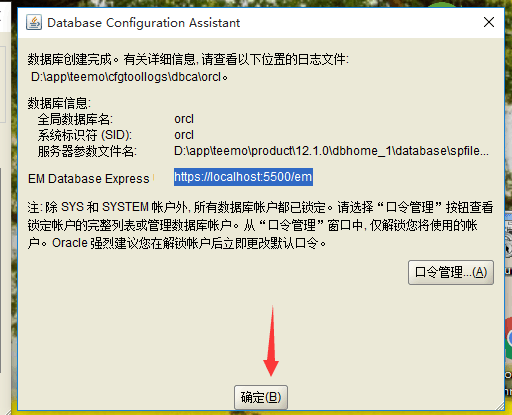 Database Configuration Assistant
数据库创建完成。有关详细信息, 请查看以下位置的日志文件:
D:\app\teemo\cfgtoollogs\dbca\orcl。
数据库信息:
全局数据库名: orcl
系统标识符 (SID): orcl
服务器参数文件名: D:\app\teemo\product\12.1.0\dbhome_1\database\spfile...
EM Database Express https://localhost:5500/em
注: 除 SYS 和 SYSTEM 帐户外, 所有数据库帐户都已锁定。请选择“口令管理”按钮查看
锁定帐户的完整列表或管理数据库帐户。从“口令管理”窗口中, 仅解锁您将使用的帐
户。Oracle 强烈建议您在解锁帐户后立即更改默认口令。
口令管理...(A)
确定(B)